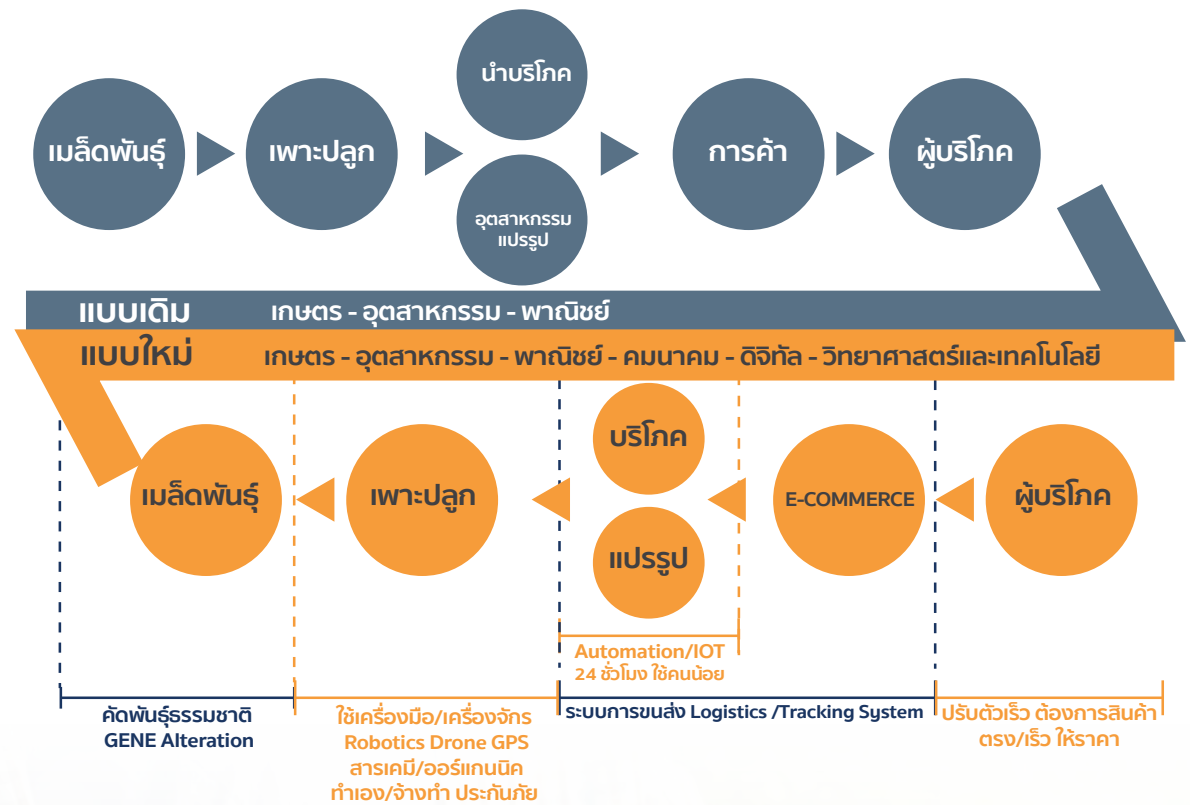 นำบริโภค
เมล็ดพันธุ์
เพาะปลูก
การค้า
ผู้บริโภค
อุตสาหกรรม
แปรรูป
แบบเดิม เกษตร - อุตสาหกรรม - พาณิชย์
แบบใหม่ เกษตร - อุตสาหกรรม - พาณิชย์ - คมนาคม - ดิจิทัล - วิทยาศาสตร์และเทคโนโลยี
บริโภค
เมล็ดพันธุ์
เพาะปลูก
E-COMMERCE
ผู้บริโภค
แปรรูป
Automation/IOT
24 ชั่วโมง ใช้คนน้อย
คัดพันธุ์ธรรมชาติ
GENE Alteration
ใช้เครื่องมือ/เครื่องจักร
Robotics Drone GPS
สารเคมี/ออร์แกนนิค
ทำเอง/จ้างทำ ประกันภัย
ระบบการขนส่ง Logistics /Tracking System
ปรับตัวเร็ว ต้องการสินค้า
ตรง/เร็ว ให้ราคา